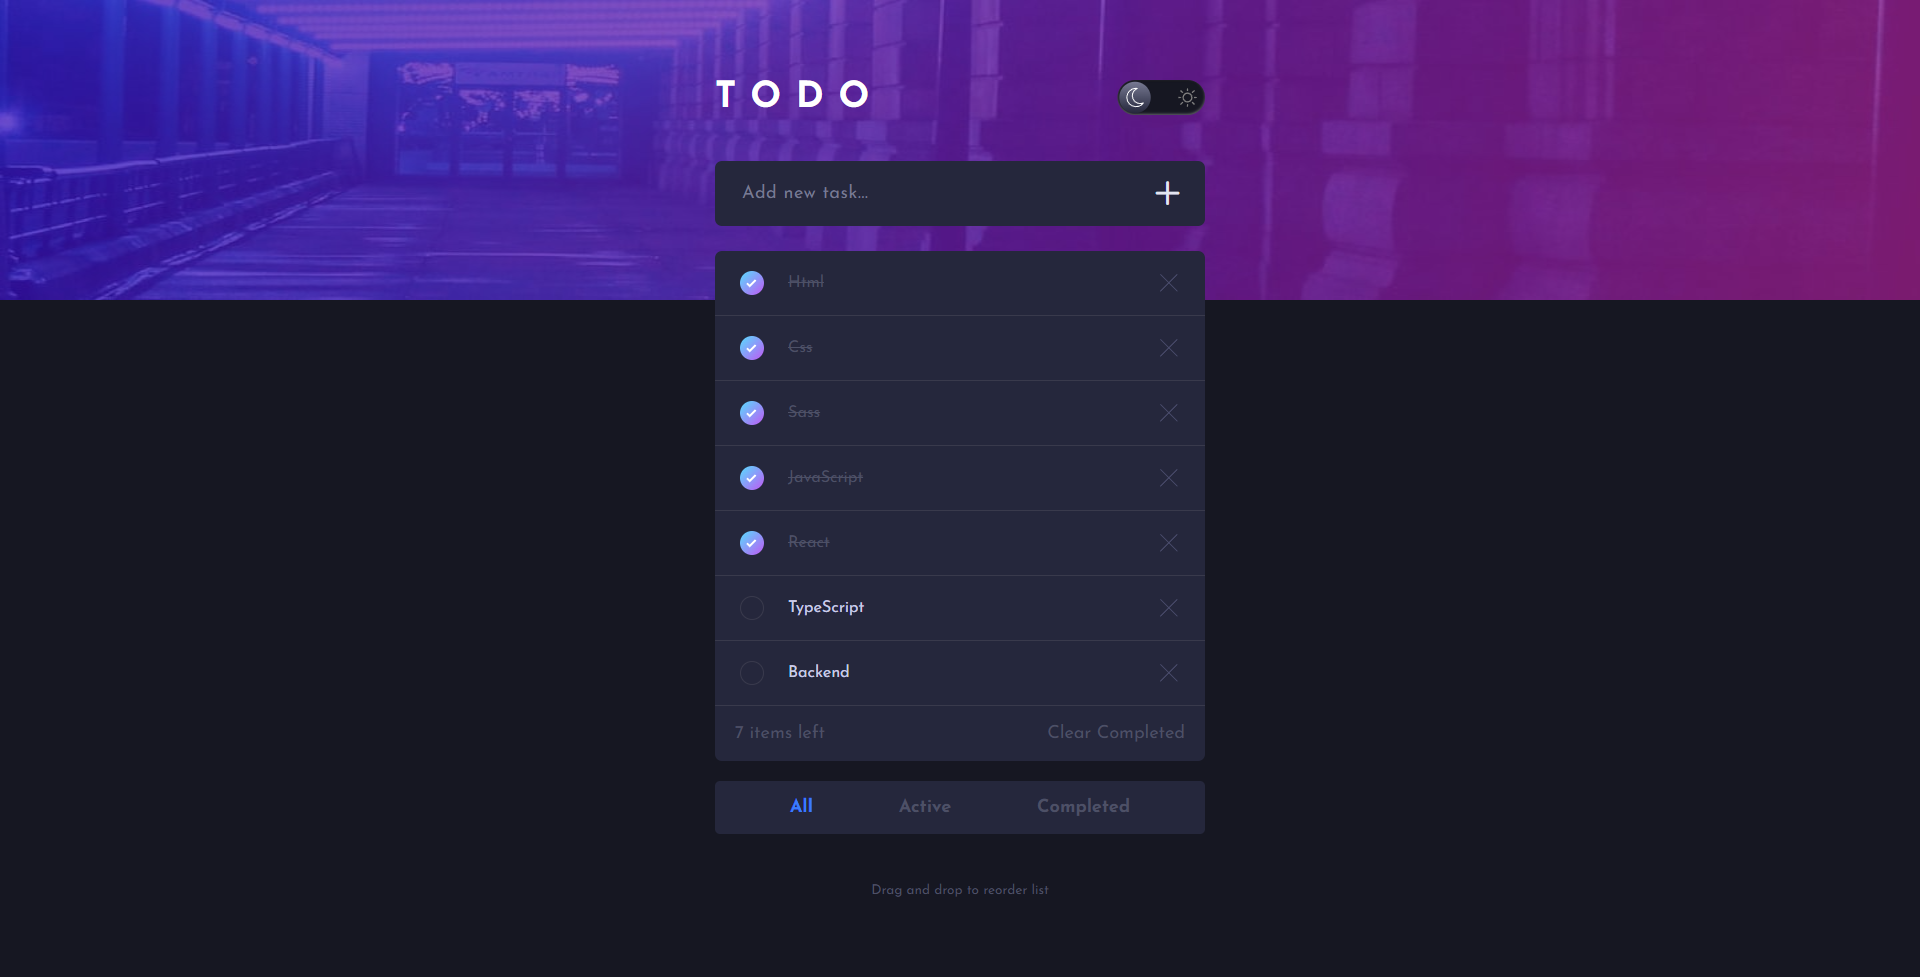 TODO
Add new task...
Html
Css
Sass
JavaScript
React
TypeScript
Backend
7 items left
Clear Completed
All
Active
Completed
Drag and drop to reorder list